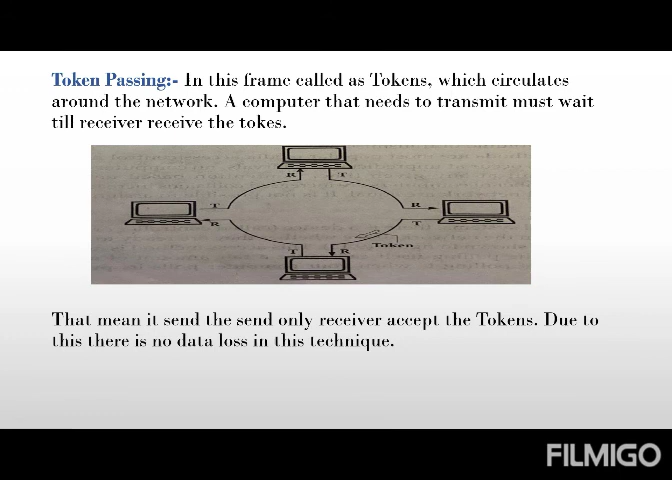 Token Passing:- In this frame called as Tokens, which circulates
around the network. A computer that needs to transmit must wait
till receiver receive the tokes.
R T
T R
R T
Token
T R
That mean it send the send only receiver accept the Tokens. Due to
this there is no data loss in this technique.
FILMIGO